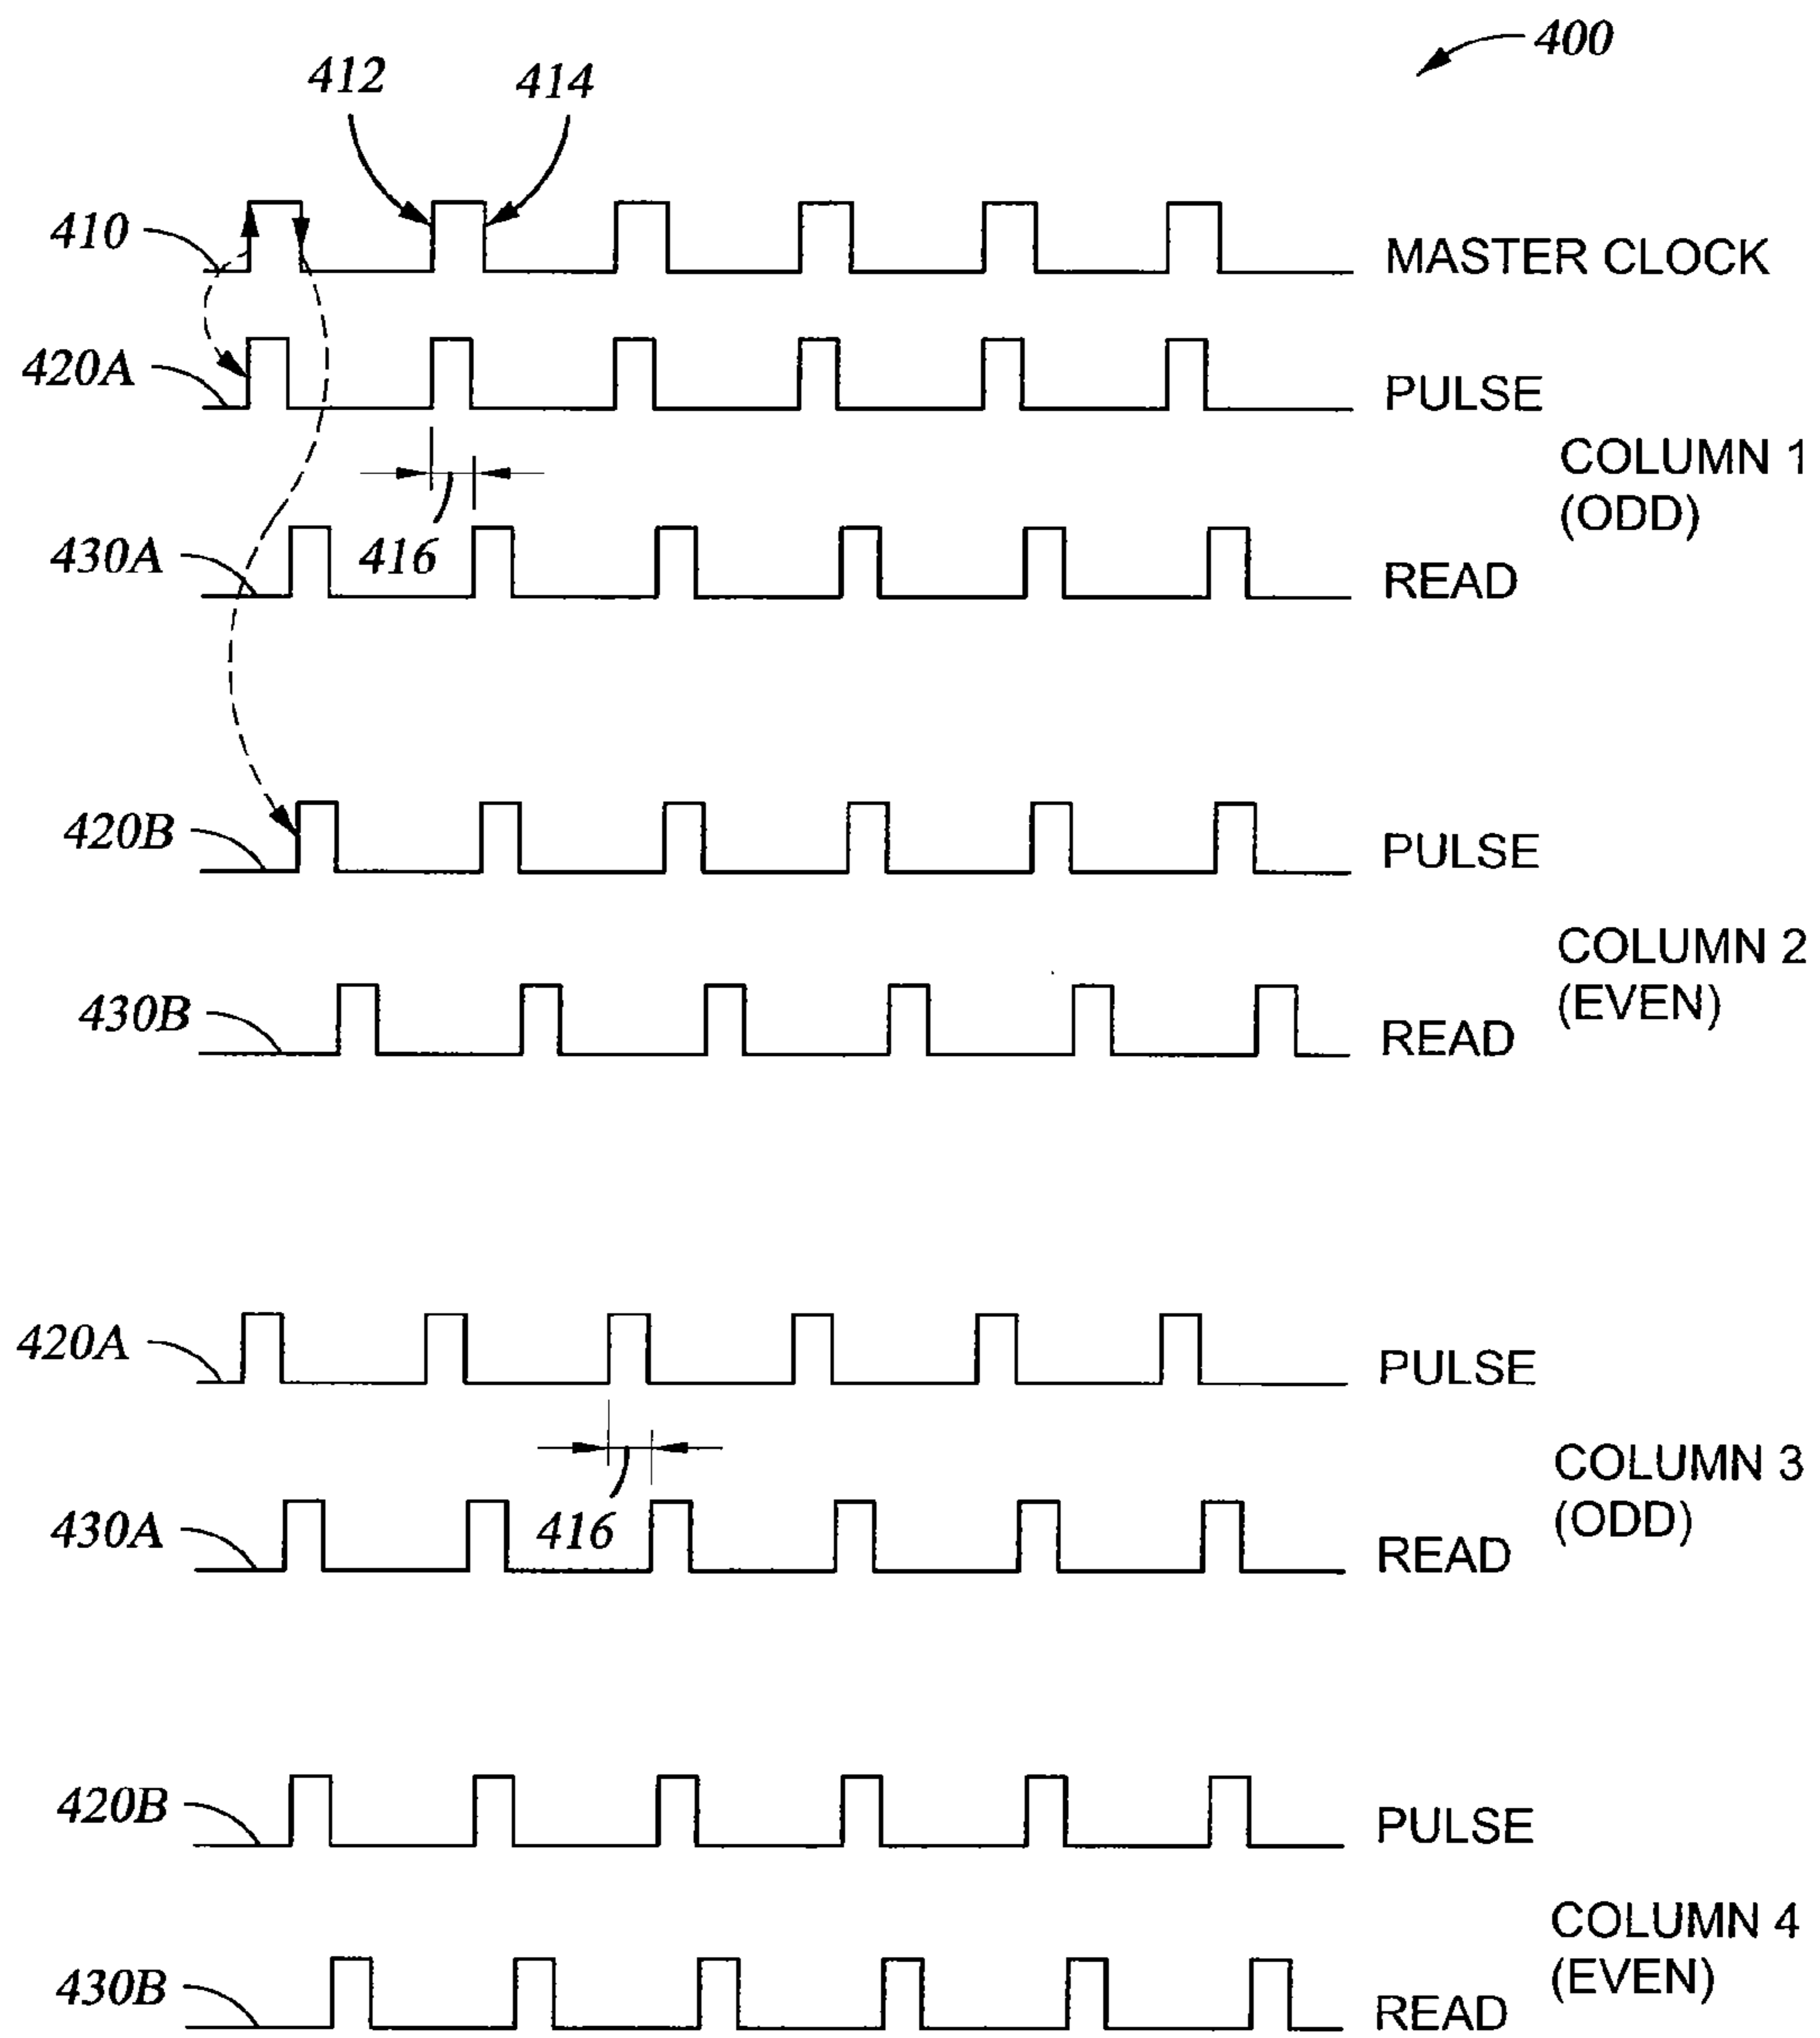 400
412
414
410
MASTER CLOCK
420A
PULSE
COLUMN 1
(ODD)
416
430A
READ
420B
PULSE
COLUMN 2
(EVEN)
430B
READ
420A
PULSE
COLUMN 3
(ODD)
416
430A
READ
420B
PULSE
COLUMN 4
(EVEN)
430B
READ